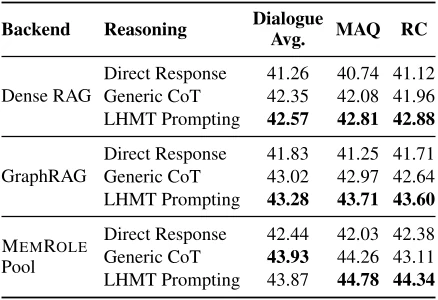 Backend Reasoning Dialogue Avg. MAQ RC
Dense RAG Direct Response 41.26 40.74 41.12
Generic CoT 42.35 42.08 41.96
LHMT Prompting 42.57 42.81 42.88
GraphRAG Direct Response 41.83 41.25 41.71
Generic CoT 43.02 42.97 42.64
LHMT Prompting 43.28 43.71 43.60
MEMROLE Pool Direct Response 42.44 42.03 42.38
Generic CoT 43.93 44.26 43.11
LHMT Prompting 43.87 44.78 44.34